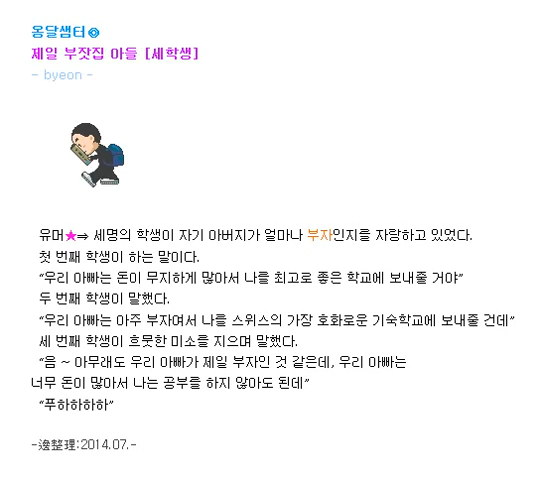 옹달샘터◎
제일 부잣집 아들 [세학생]
- byeon -
유머★⇒ 세명의 학생이 자기 아버지가 얼마나 부자인지를 자랑하고 있었다.
첫 번째 학생이 하는 말이다.
“우리 아빠는 돈이 무지하게 많아서 나를 최고로 좋은 학교에 보내줄 거야”
두 번째 학생이 말했다.
“우리 아빠는 아주 부자여서 나를 스위스의 가장 호화로운 기숙학교에 보내줄 건데”
세 번째 학생이 흐뭇한 미소를 지으며 말했다.
“음 ~ 아무래도 우리 아빠가 제일 부자인 것 같은데, 우리 아빠는
너무 돈이 많아서 나는 공부를 하지 않아도 된데”
“푸하하하하”
-逸整理:2014.07.-